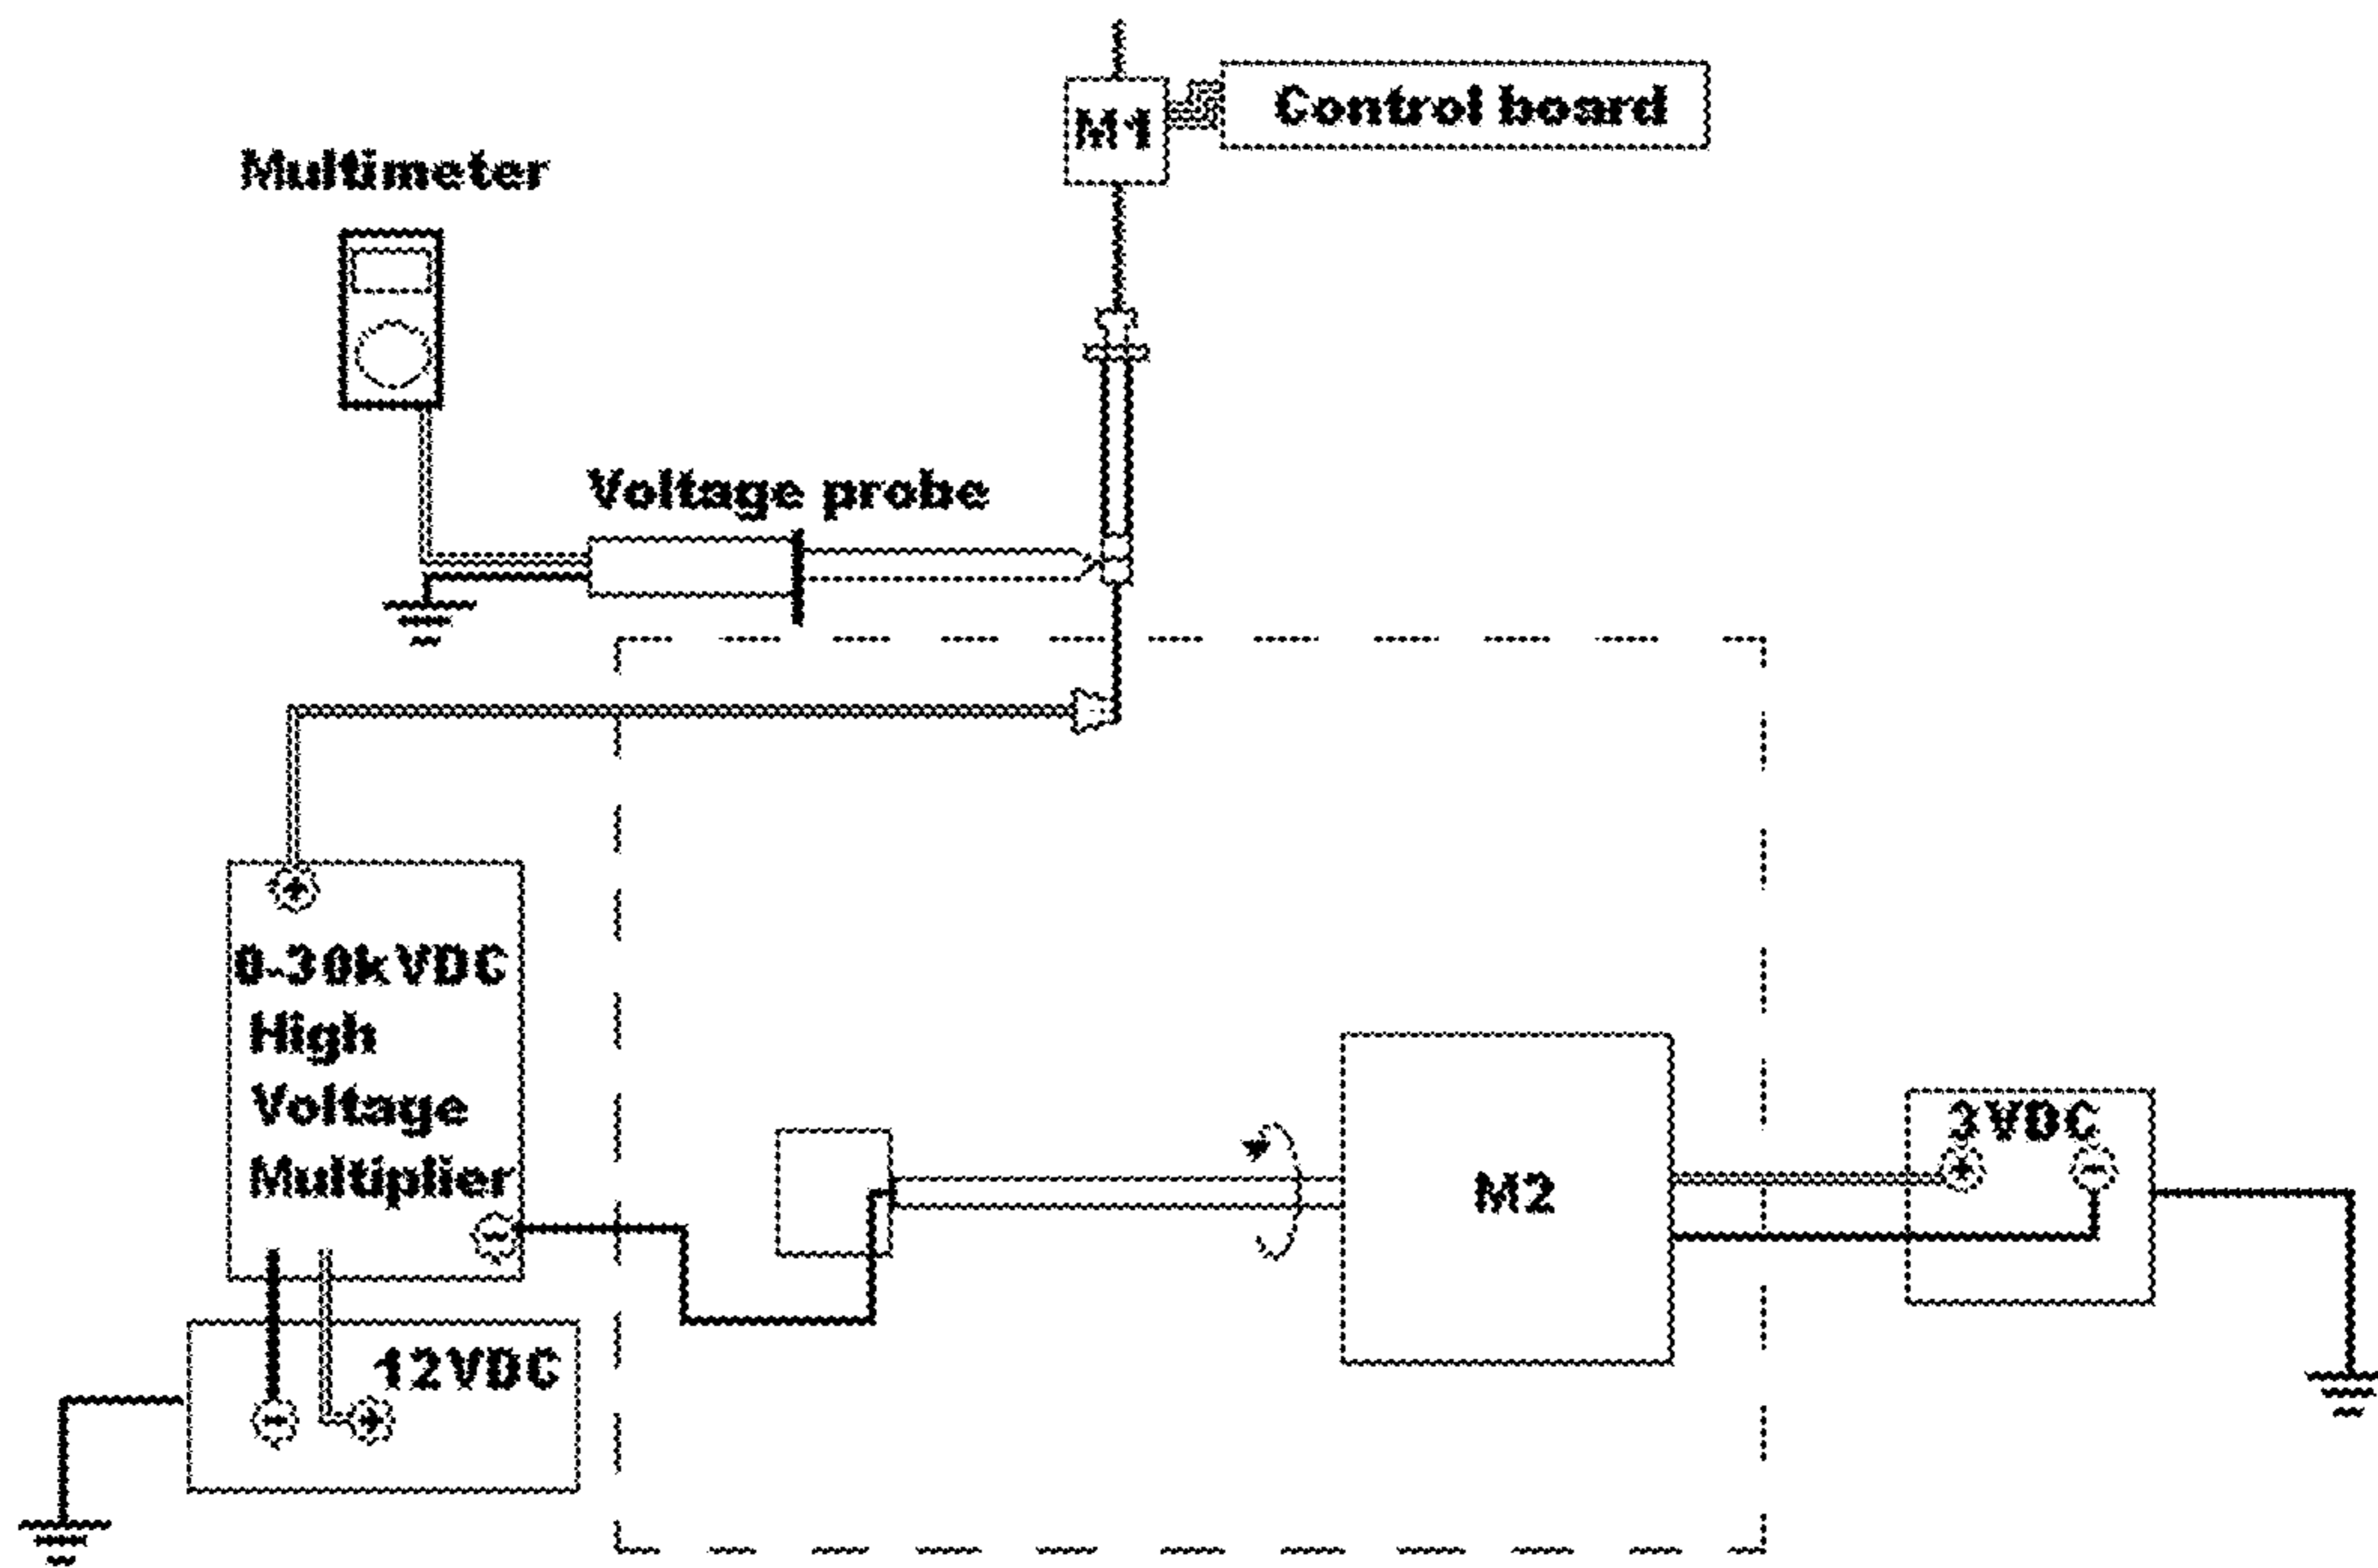 M1
Control board
Multimeter
Voltage probe
+
0-30kVDC
High
Voltage
Multiplier
-
12VDC
-
+
M2
3VDC
+
-